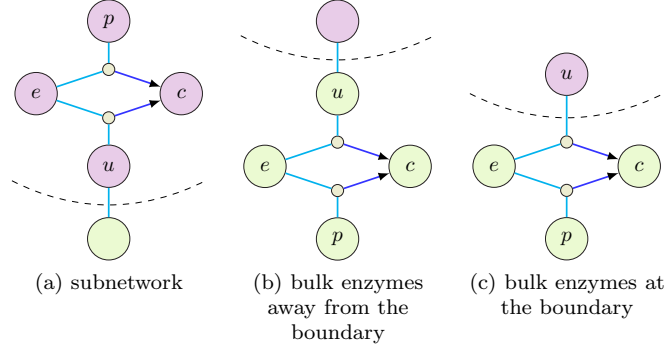 p
e
c
u
(a) subnetwork
u
e
c
p
(b) bulk enzymes
away from the
boundary
u
e
c
p
(c) bulk enzymes at
the boundary